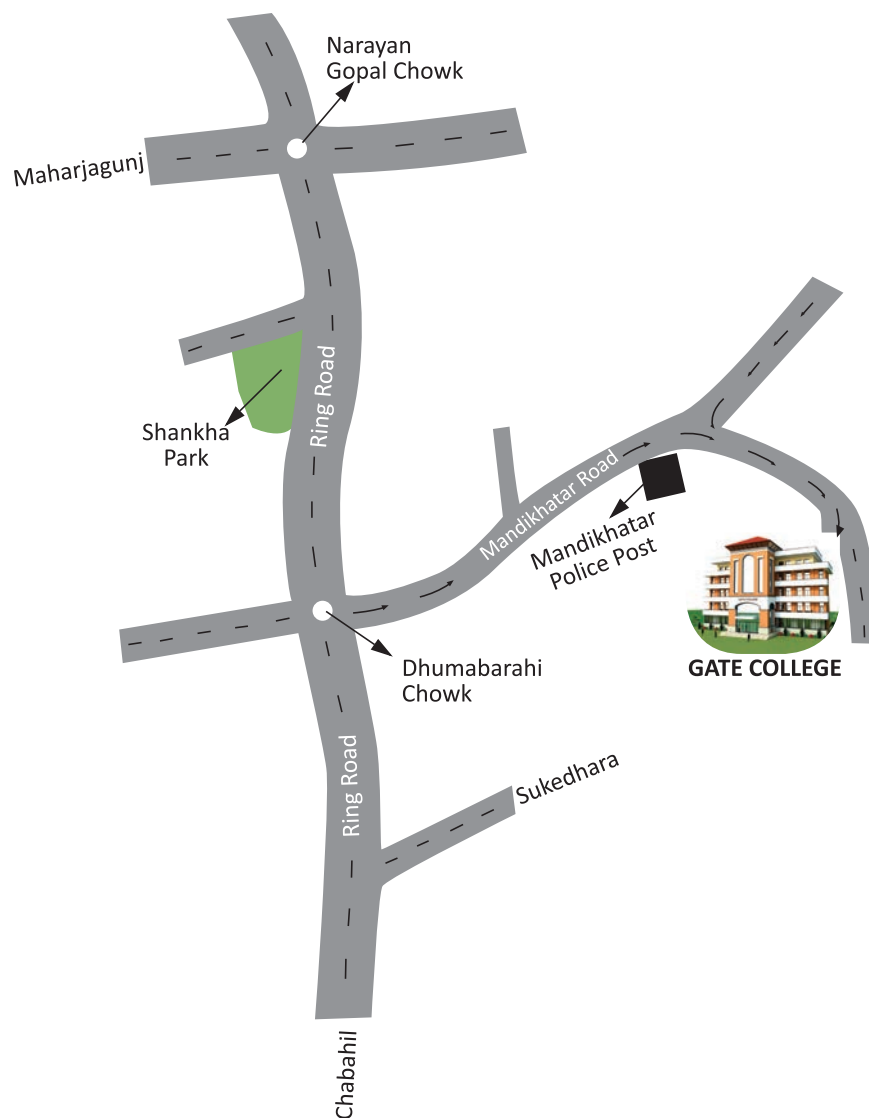 Narayan
Gopal Chowk
Maharjagunj
Ring Road
Shankha
Park
Mandikhatar Road
Mandikhatar
Police Post
GATE COLLEGE
Dhumabarahi
Chowk
Ring Road
Sukedhara
Chabahil